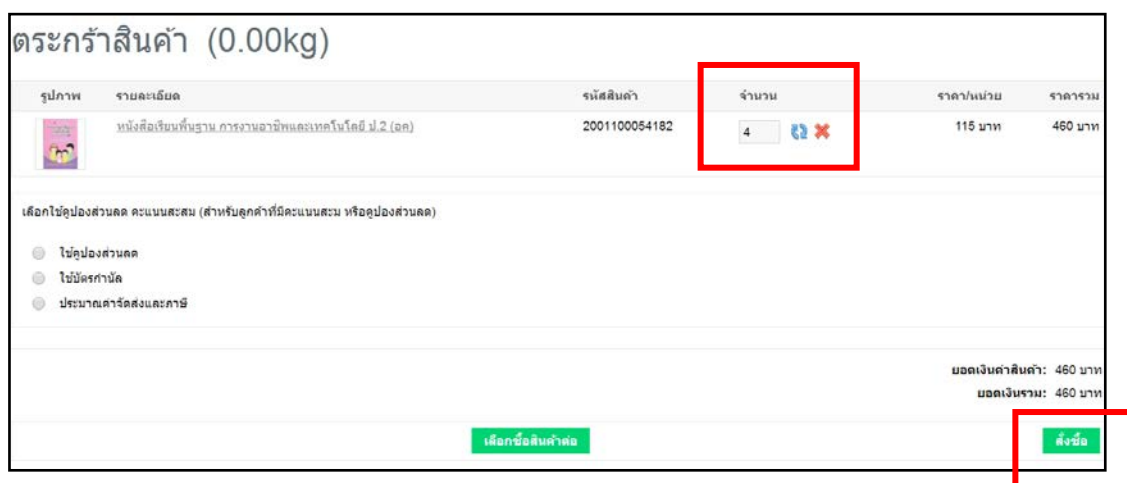 ตระกร้าสินค้า (0.00kg)
รูปภาพ รายละเอียด รหัสสินค้า จำนวน ราคา/หน่วย ราคารวม
หนังสือเรียนพื้นฐาน การงานอาชีพและเทคโนโลยี ป.2 (อค) 2001100054182 4 115 บาท 460 บาท
เลือกใช้คูปองส่วนลด คะแนนสะสม (สำหรับลูกค้าที่มีคะแนนสะม หรือคูปองส่วนลด)
ใช้คูปองส่วนลด
ใช้บัตรกำนัล
ประมาณค่าจัดส่งและภาษี
ยอดเงินค่าสินค้า: 460 บาท
ยอดเงินรวม: 460 บาท
เลือกซื้อสินค้าต่อ สั่งซื้อ